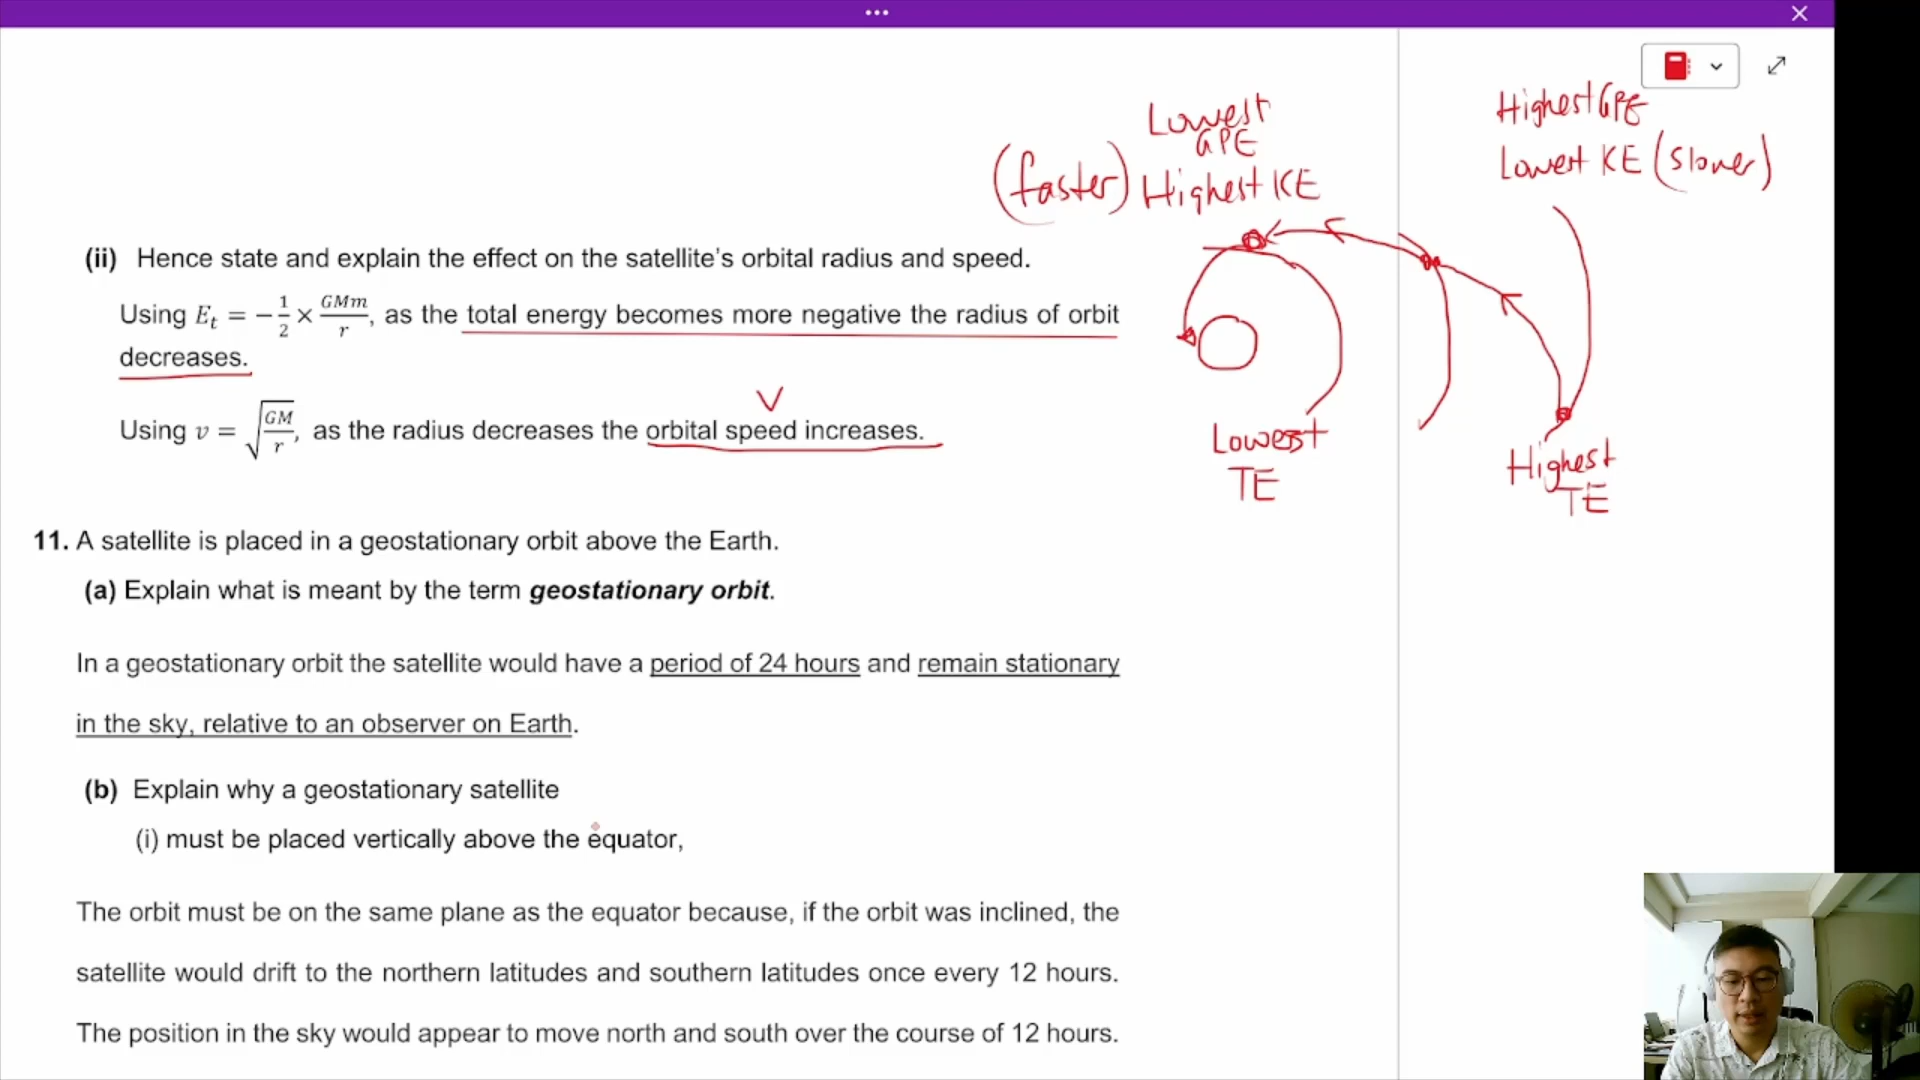 Lowest
GPE
(faster) Highest KE
Highest GPE
Lowest KE (slower)
(ii) Hence state and explain the effect on the satellite's orbital radius and speed.
Using E_t = −1/2 × GMm/r, as the total energy becomes more negative the radius of orbit
decreases.
V
Using v = √(GM/r), as the radius decreases the orbital speed increases.
Lowest
TE
Highest
TE
11. A satellite is placed in a geostationary orbit above the Earth.
(a) Explain what is meant by the term geostationary orbit.
In a geostationary orbit the satellite would have a period of 24 hours and remain stationary
in the sky, relative to an observer on Earth.
(b) Explain why a geostationary satellite
(i) must be placed vertically above the equator,
The orbit must be on the same plane as the equator because, if the orbit was inclined, the
satellite would drift to the northern latitudes and southern latitudes once every 12 hours.
The position in the sky would appear to move north and south over the course of 12 hours.